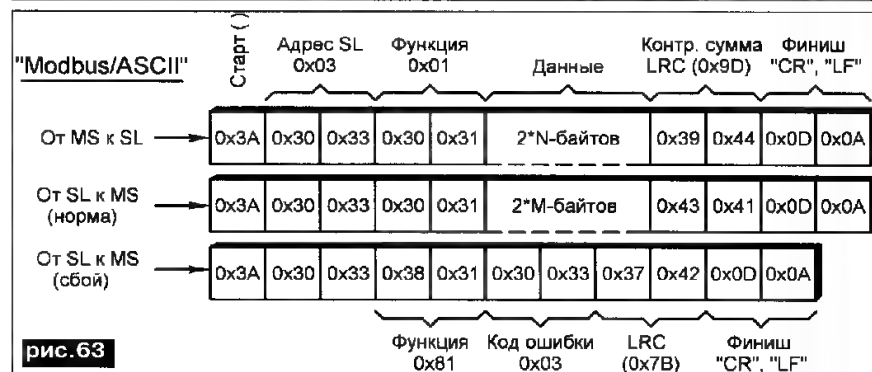 "Modbus/ASCII"
Старт ( )
Адрес SL
0x03
Функция
0x01
Данные
Контр. сумма
LRC (0x9D)
Финиш
"CR", "LF"
От MS к SL
0x3A 0x30 0x33 0x30 0x31 2*N-байтов 0x39 0x44 0x0D 0x0A
От SL к MS
(норма)
0x3A 0x30 0x33 0x30 0x31 2*M-байтов 0x43 0x41 0x0D 0x0A
От SL к MS
(сбой)
0x3A 0x30 0x33 0x38 0x31 0x30 0x33 0x37 0x42 0x0D 0x0A
Функция
0x81
Код ошибки
0x03
LRC
(0x7B)
Финиш
"CR", "LF"
рис.63